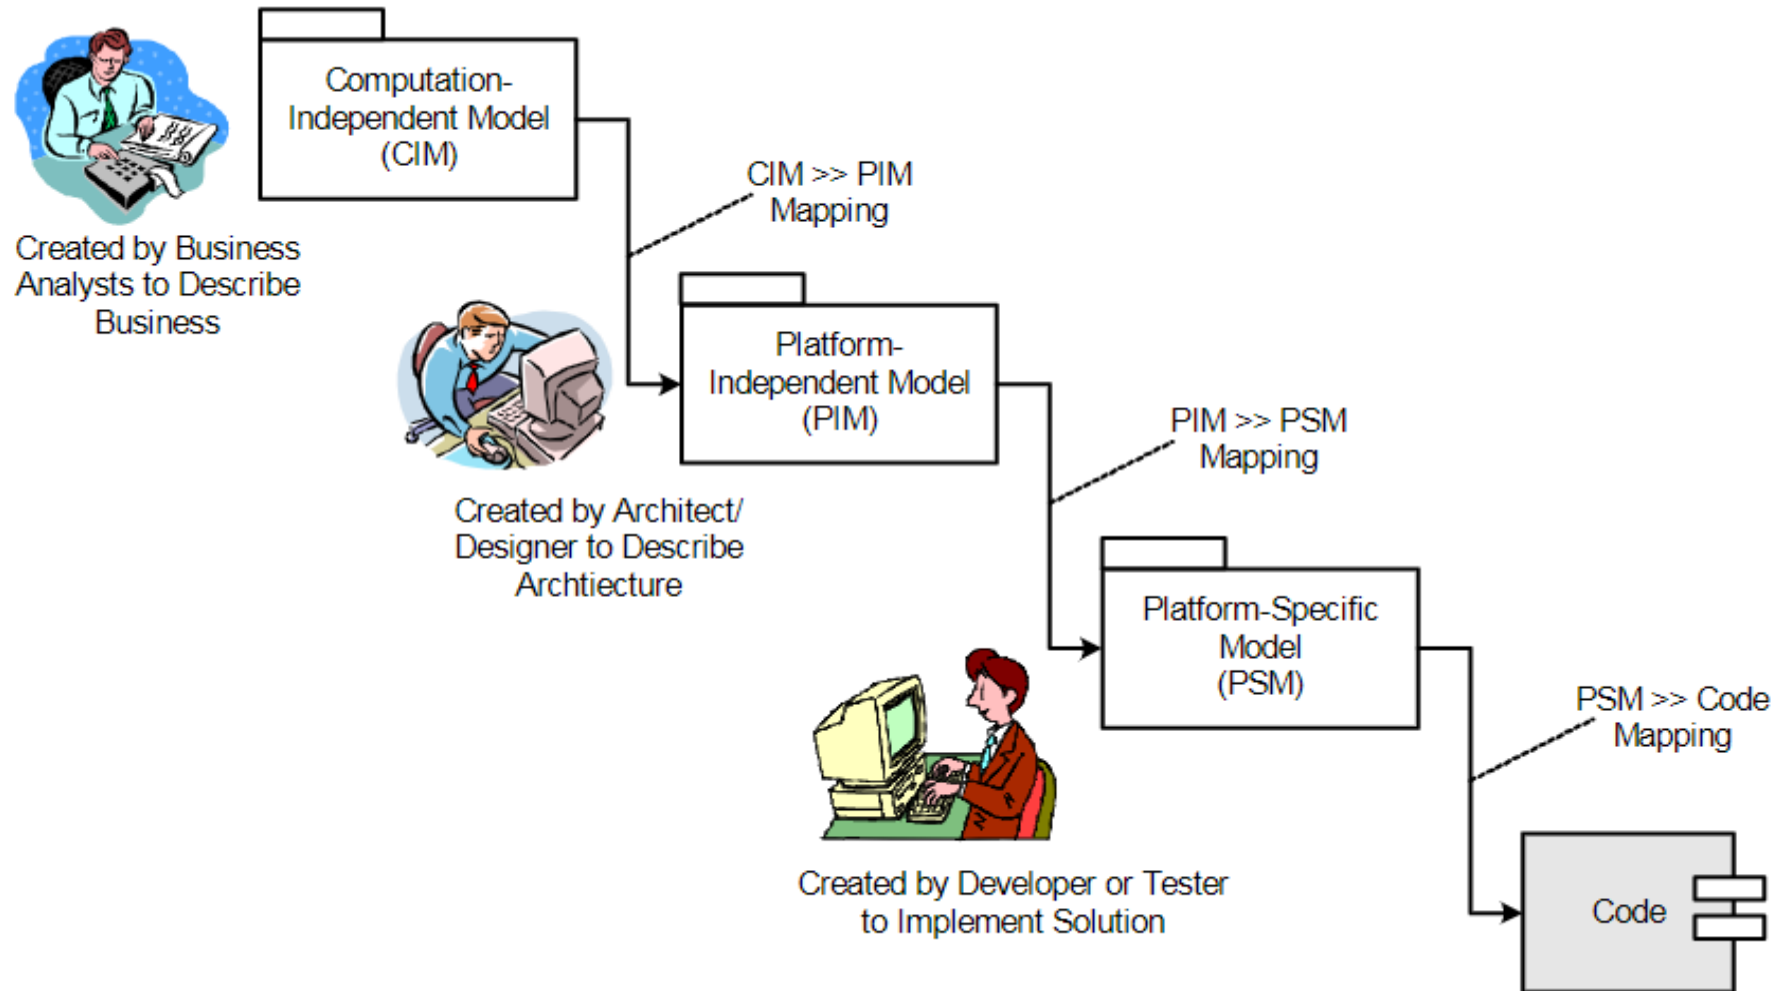 Computation-
Independent Model
(CIM)
CIM >> PIM
Mapping
Created by Business
Analysts to Describe
Business
Platform-
Independent Model
(PIM)
PIM >> PSM
Mapping
Created by Architect/
Designer to Describe
Archtiecture
Platform-Specific
Model
(PSM)
PSM >> Code
Mapping
Created by Developer or Tester
to Implement Solution
Code